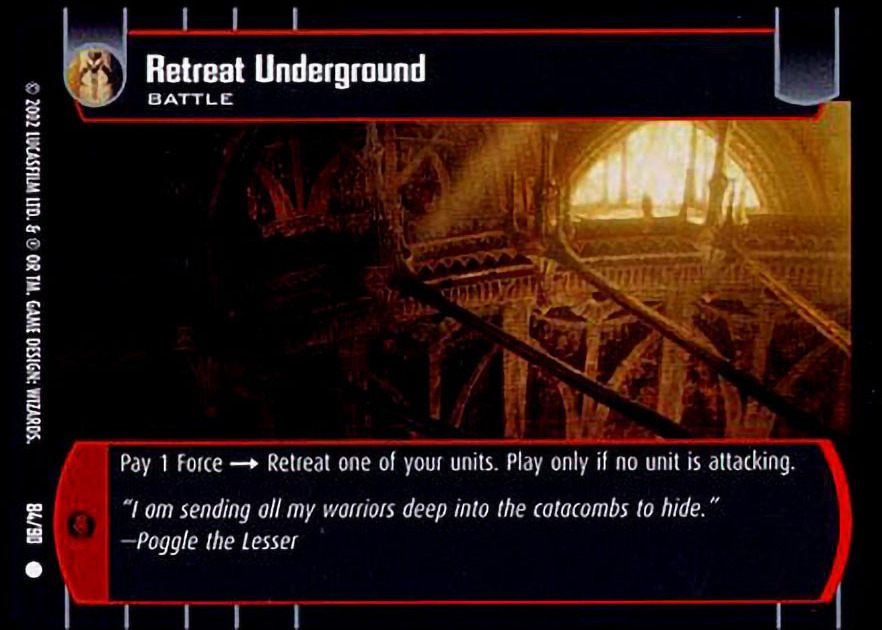 Retreat Underground
BATTLE
Pay 1 Force → Retreat one of your units. Play only if no unit is attacking.
"I am sending all my warriors deep into the catacombs to hide."
—Poggle the Lesser
© 2002 LUCASFILM LTD. & ® OR TM. GAME DESIGN: WIZARDS.
84/90